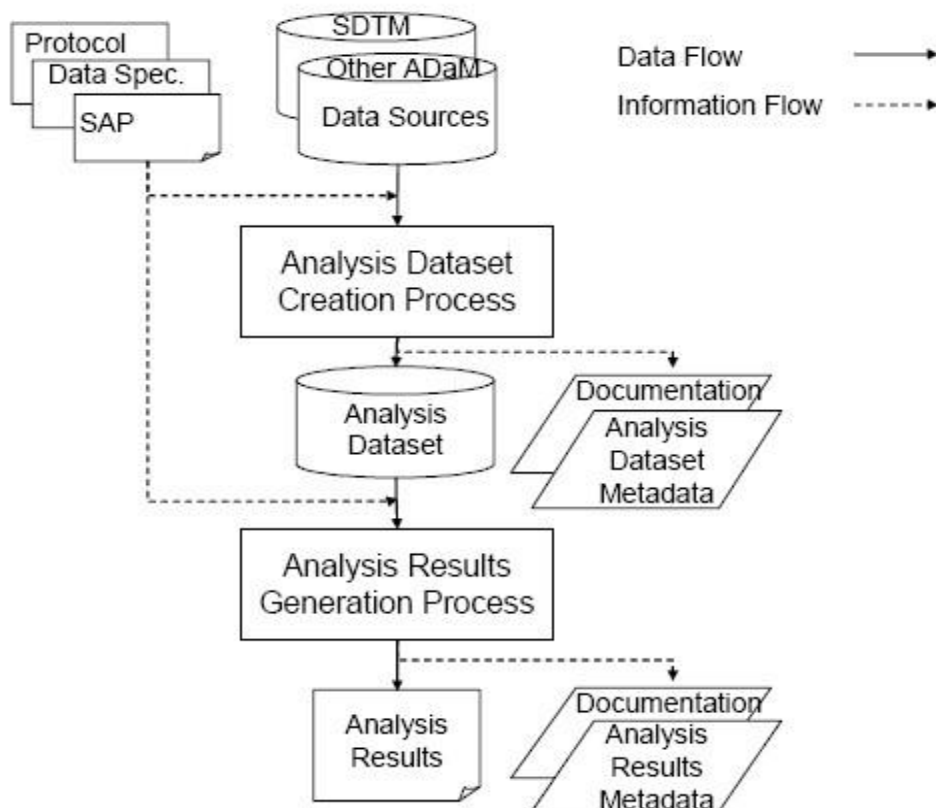 Protocol
Data Spec.
SAP
SDTM
Other ADaM
Data Sources
Data Flow
Information Flow
Analysis Dataset
Creation Process
Analysis
Dataset
Documentation
Analysis
Dataset
Metadata
Analysis Results
Generation Process
Analysis
Results
Documentation
Analysis
Results
Metadata